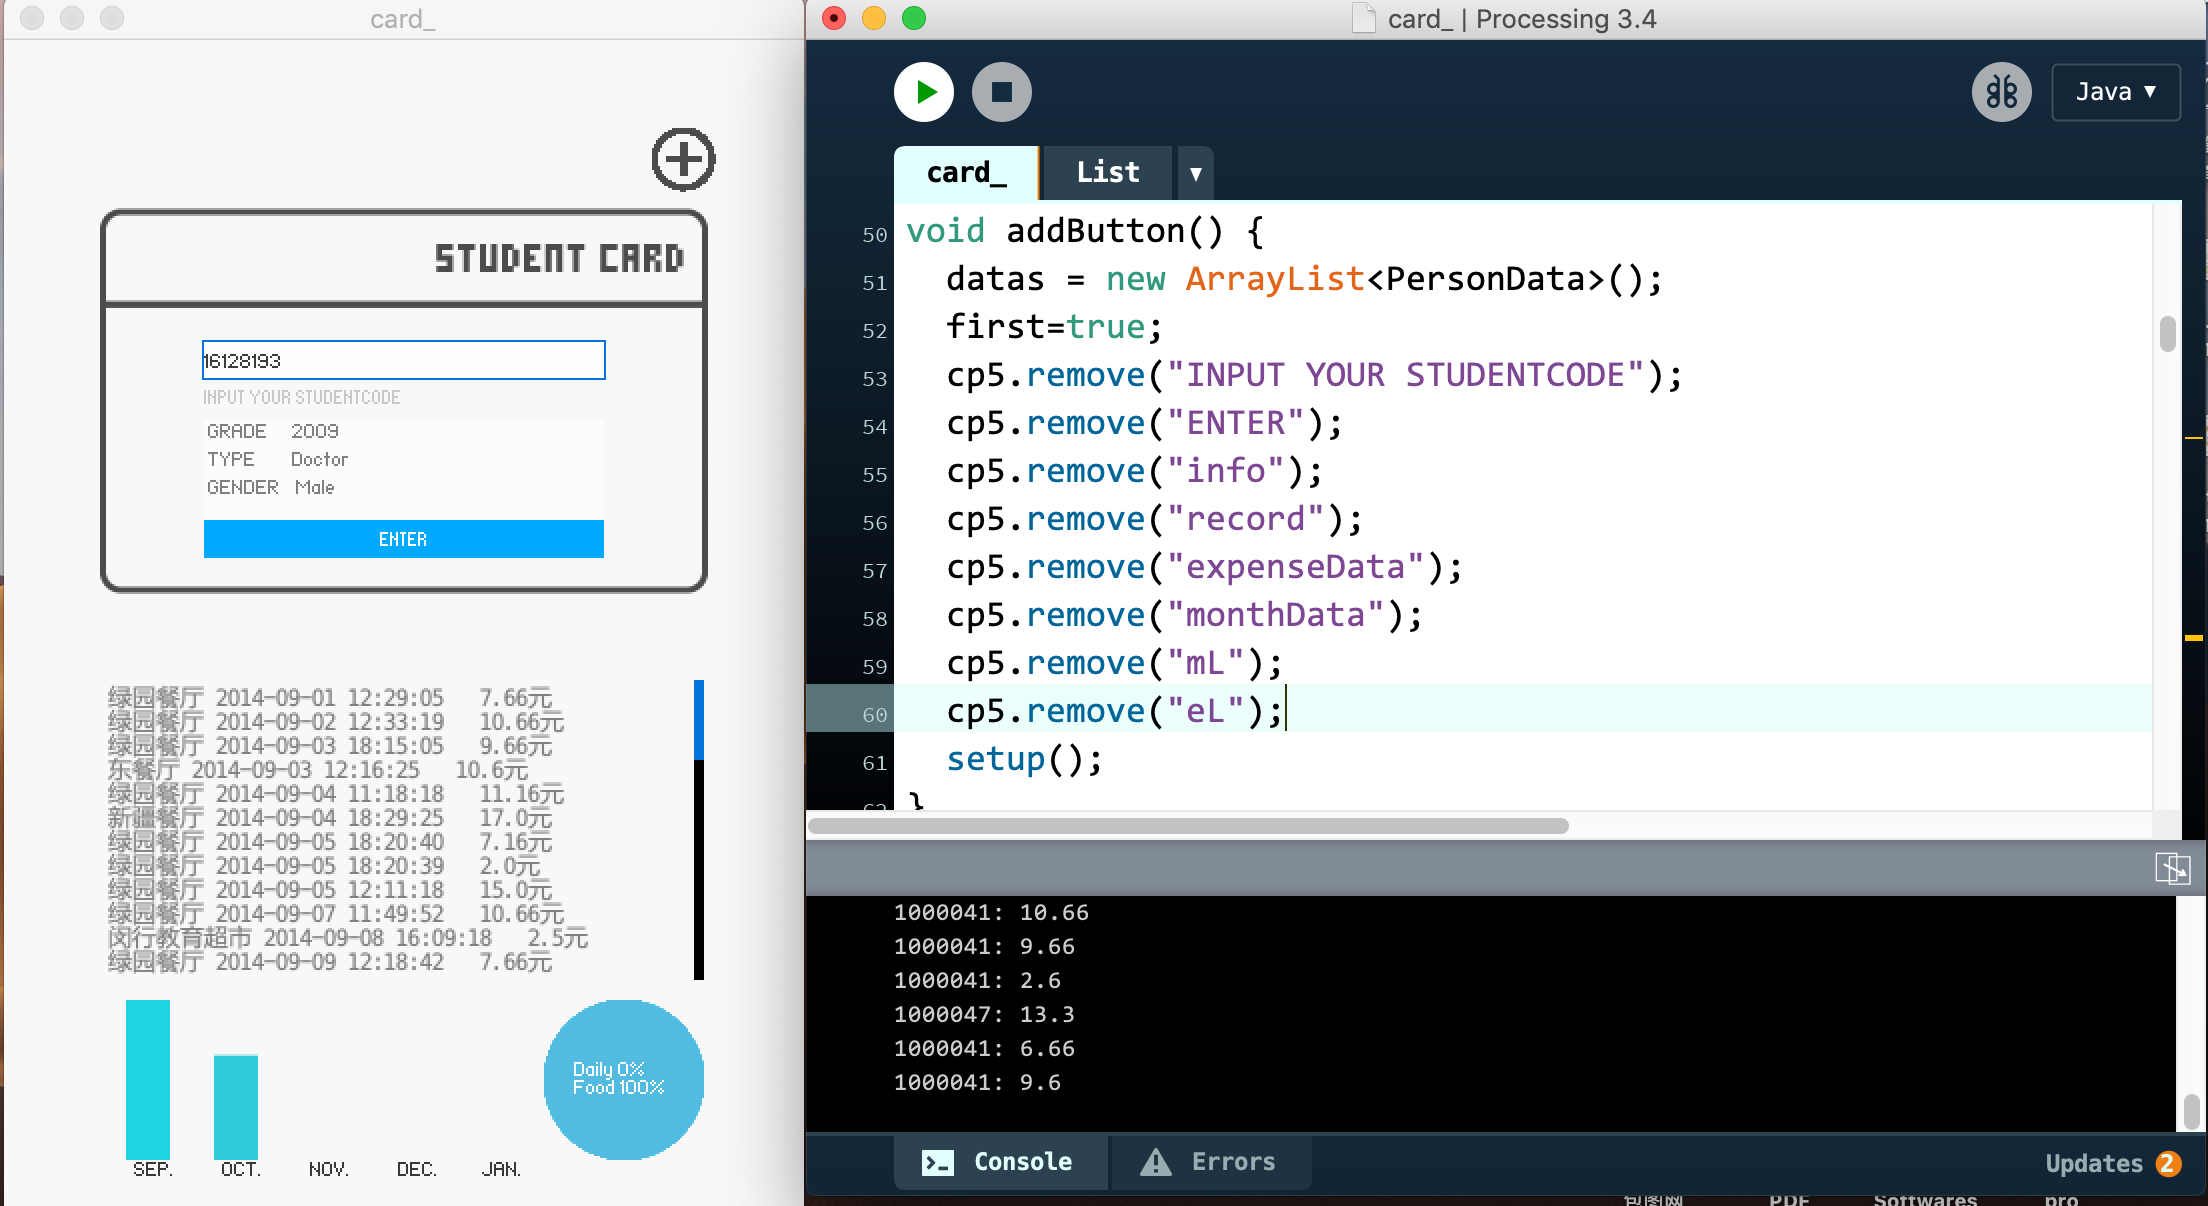 card_
STUDENT CARD
16128193
INPUT YOUR STUDENTCODE
GRADE 2009
TYPE Doctor
GENDER Male
ENTER
绿园餐厅 2014-09-01 12:29:05 7.66元
绿园餐厅 2014-09-02 12:33:19 10.66元
绿园餐厅 2014-09-03 18:15:05 9.66元
东餐厅 2014-09-03 12:16:25 10.6元
绿园餐厅 2014-09-04 11:18:18 11.16元
新疆餐厅 2014-09-04 18:29:25 17.0元
绿园餐厅 2014-09-05 18:20:40 7.16元
绿园餐厅 2014-09-05 18:20:39 2.0元
绿园餐厅 2014-09-05 12:11:18 15.0元
绿园餐厅 2014-09-07 11:49:52 10.66元
闵行教育超市 2014-09-08 16:09:18 2.5元
绿园餐厅 2014-09-09 12:18:42 7.66元
Daily 0%
Food 100%
SEP. OCT. NOV. DEC. JAN.
card_ | Processing 3.4
Java ▼
card_ List ▼
50 void addButton() {
51 datas = new ArrayList<PersonData>();
52 first=true;
53 cp5.remove("INPUT YOUR STUDENTCODE");
54 cp5.remove("ENTER");
55 cp5.remove("info");
56 cp5.remove("record");
57 cp5.remove("expenseData");
58 cp5.remove("monthData");
59 cp5.remove("mL");
60 cp5.remove("eL");
61 setup();
62 }
1000041: 10.66
1000041: 9.66
1000041: 2.6
1000047: 13.3
1000041: 6.66
1000041: 9.6
Console Errors
Updates 2
包图网 PDF Softwares pro